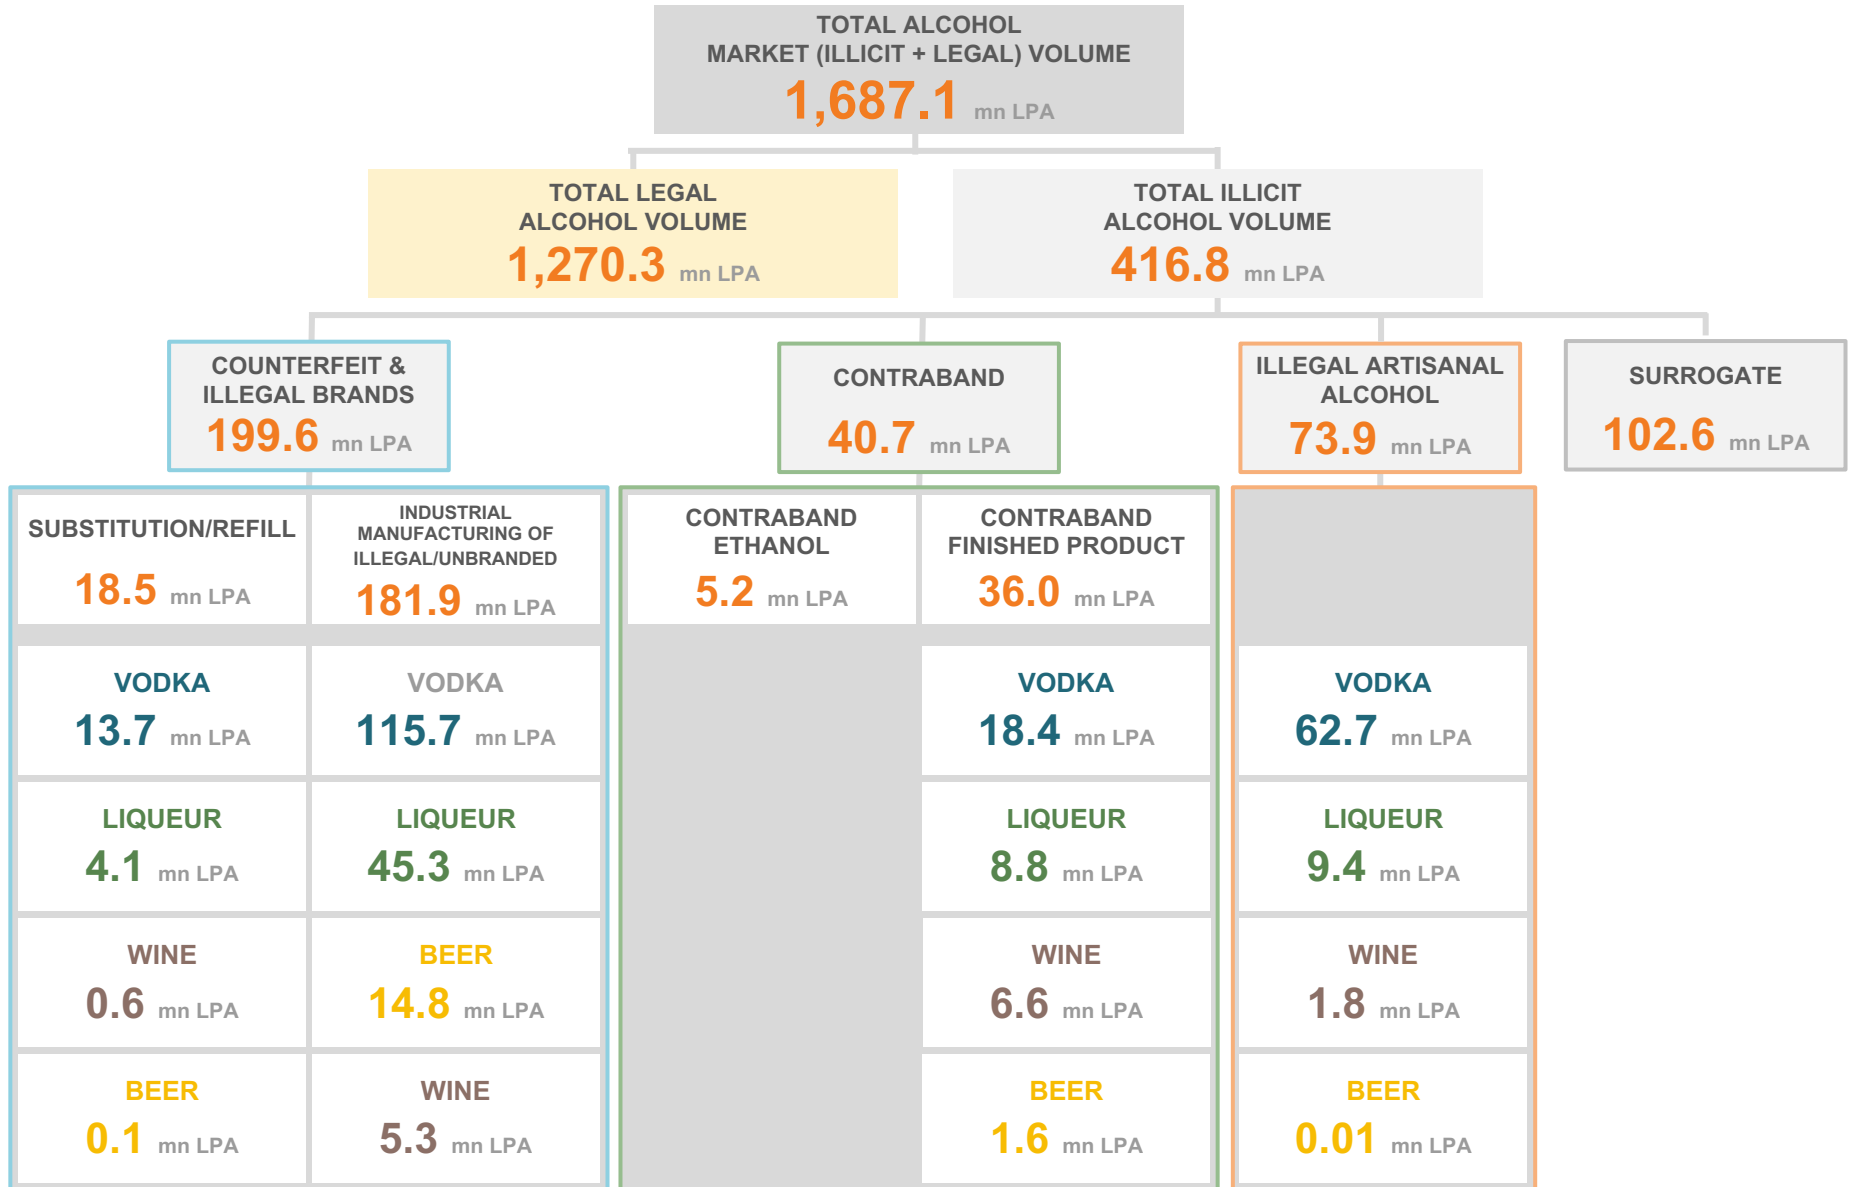 TOTAL ALCOHOL
MARKET (ILLICIT + LEGAL) VOLUME
1,687.1 mn LPA
TOTAL LEGAL
ALCOHOL VOLUME
1,270.3 mn LPA
TOTAL ILLICIT
ALCOHOL VOLUME
416.8 mn LPA
COUNTERFEIT &
ILLEGAL BRANDS
199.6 mn LPA
CONTRABAND
40.7 mn LPA
ILLEGAL ARTISANAL
ALCOHOL
73.9 mn LPA
SURROGATE
102.6 mn LPA
SUBSTITUTION/REFILL
18.5 mn LPA
INDUSTRIAL
MANUFACTURING OF
ILLEGAL/UNBRANDED
181.9 mn LPA
CONTRABAND
ETHANOL
5.2 mn LPA
CONTRABAND
FINISHED PRODUCT
36.0 mn LPA
VODKA
13.7 mn LPA
VODKA
115.7 mn LPA
VODKA
18.4 mn LPA
VODKA
62.7 mn LPA
LIQUEUR
4.1 mn LPA
LIQUEUR
45.3 mn LPA
LIQUEUR
8.8 mn LPA
LIQUEUR
9.4 mn LPA
WINE
0.6 mn LPA
BEER
14.8 mn LPA
WINE
6.6 mn LPA
WINE
1.8 mn LPA
BEER
0.1 mn LPA
WINE
5.3 mn LPA
BEER
1.6 mn LPA
BEER
0.01 mn LPA